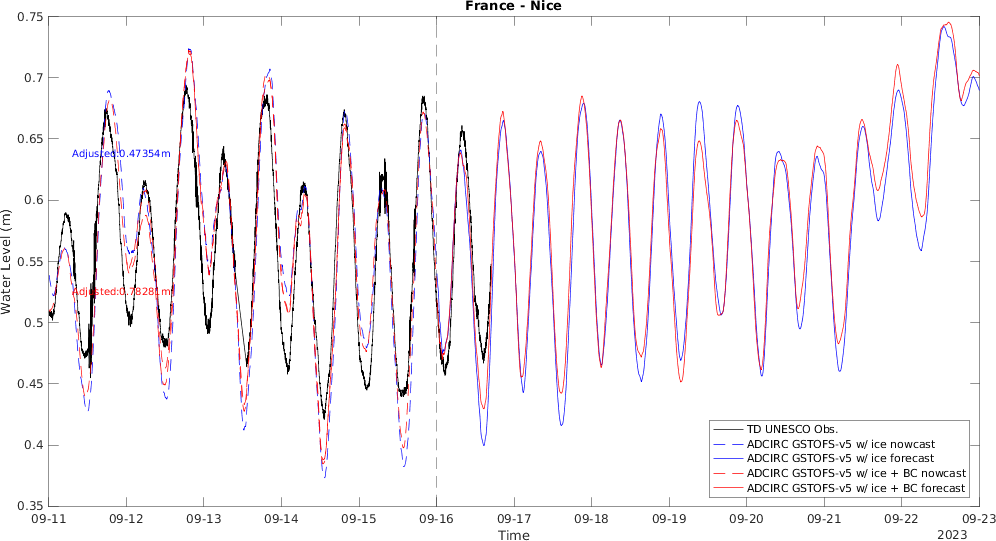 France - Nice
0.75
0.7
0.65
0.6
0.55
0.5
0.45
0.4
0.35
Water Level (m)
Adjusted:0.47354m
Adjusted:0.78281m
TD UNESCO Obs.
ADCIRC GSTOFS-v5 w/ ice nowcast
ADCIRC GSTOFS-v5 w/ ice forecast
ADCIRC GSTOFS-v5 w/ ice + BC nowcast
ADCIRC GSTOFS-v5 w/ ice + BC forecast
09-11 09-12 09-13 09-14 09-15 09-16 09-17 09-18 09-19 09-20 09-21 09-22 09-23
Time
2023